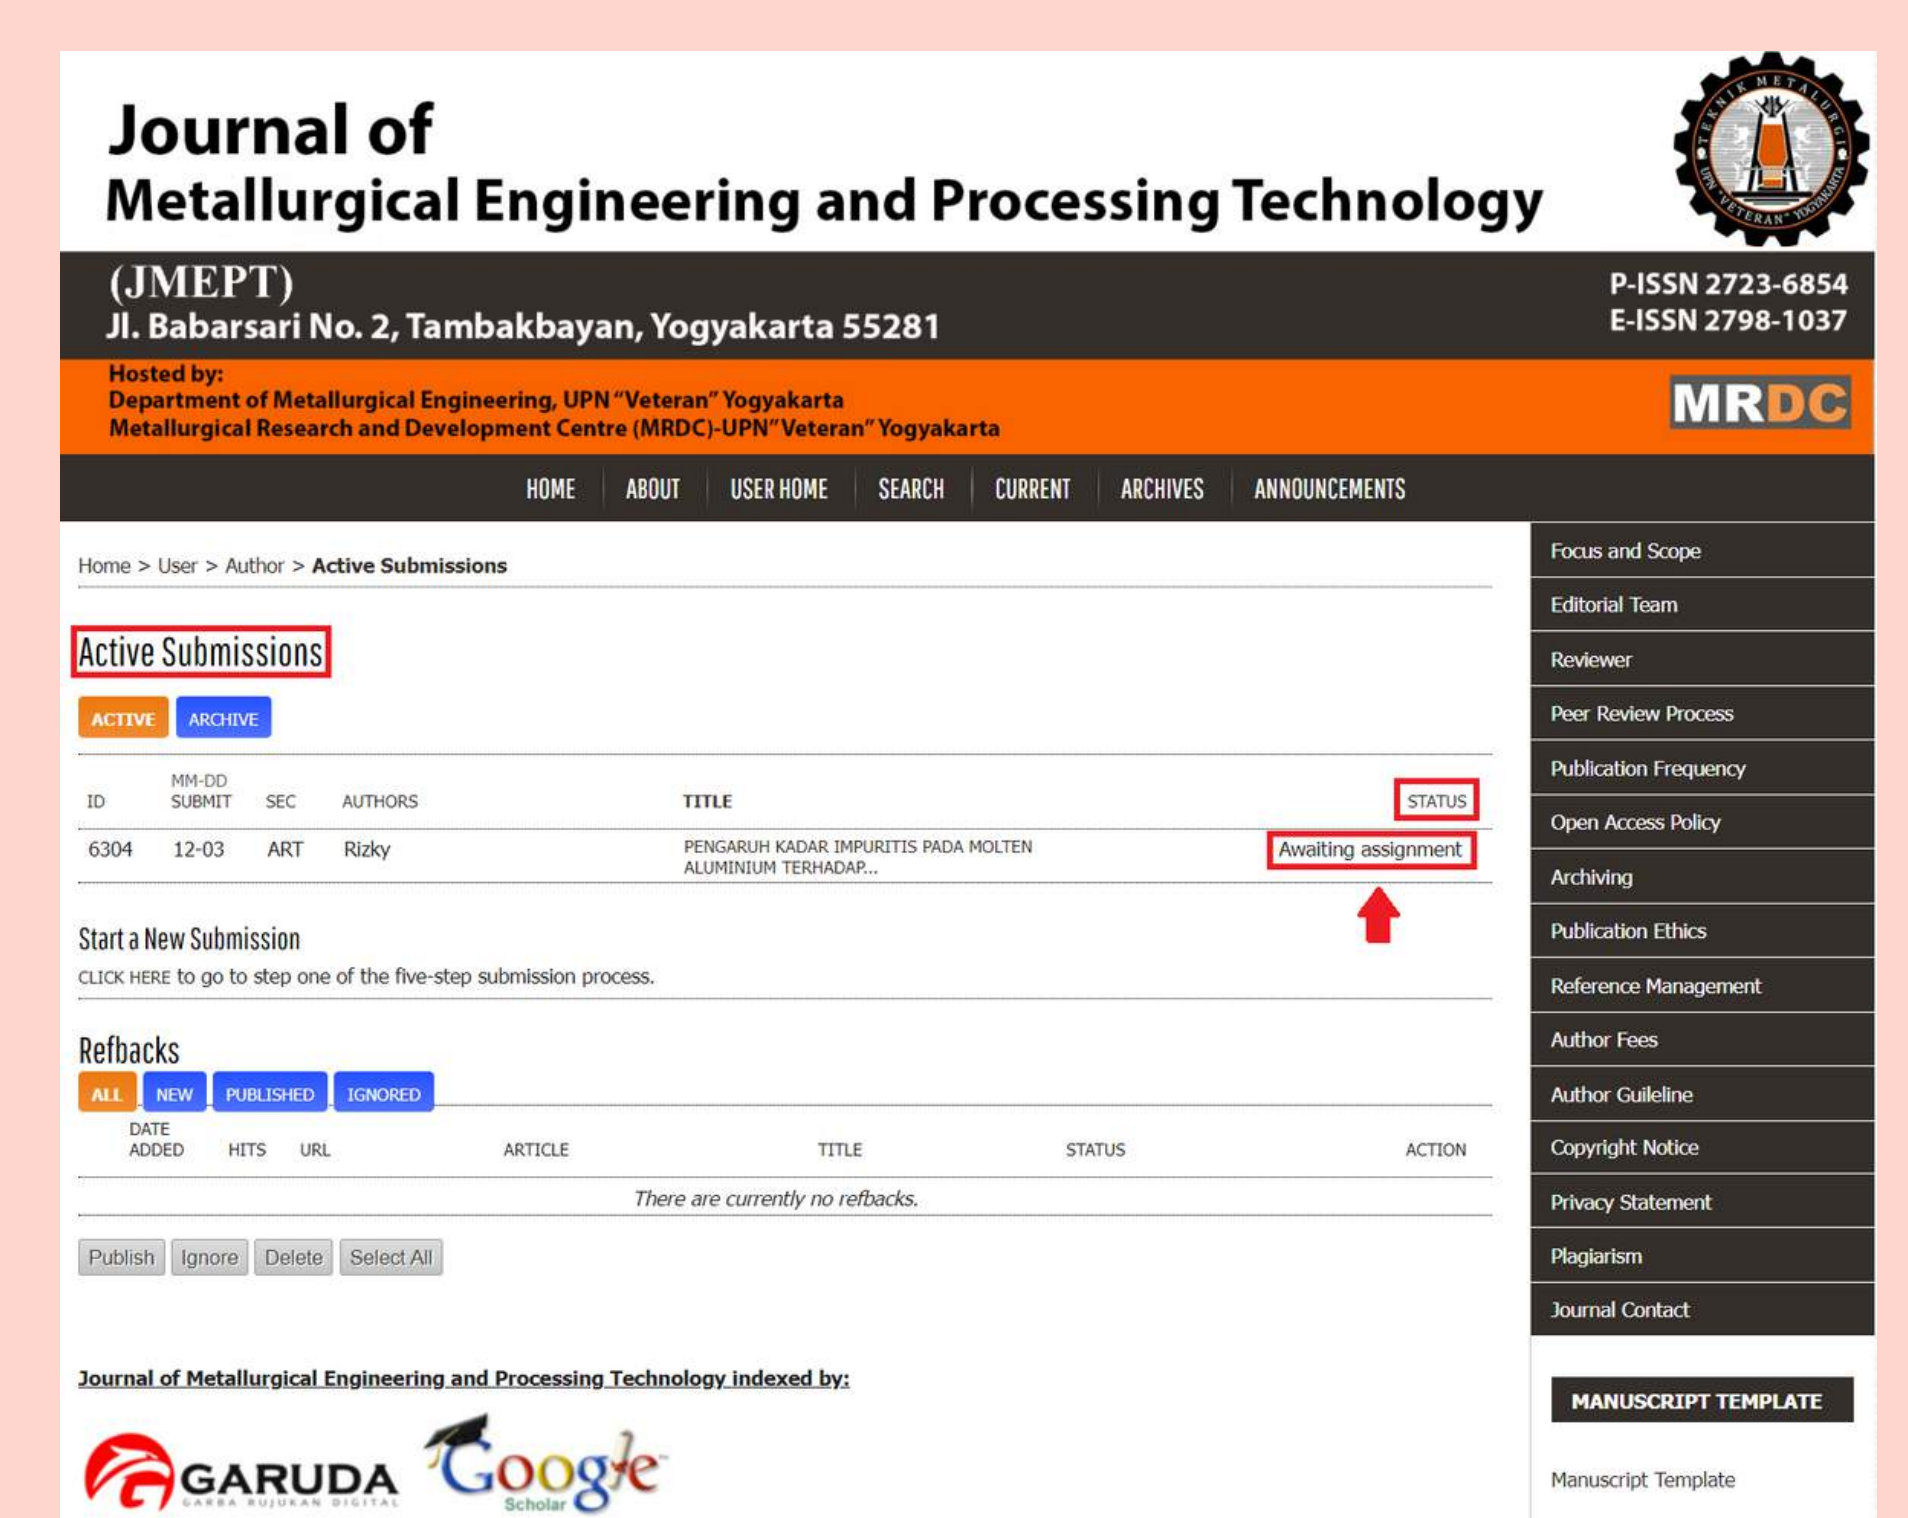 Journal of
Metallurgical Engineering and Processing Technology
TEKNIK METALURGI
UPN "VETERAN" YOGYAKARTA
(JMEPT)
Jl. Babarsari No. 2, Tambakbayan, Yogyakarta 55281
P-ISSN 2723-6854
E-ISSN 2798-1037
Hosted by:
Department of Metallurgical Engineering, UPN "Veteran" Yogyakarta
Metallurgical Research and Development Centre (MRDC)-UPN"Veteran" Yogyakarta
MRDC
HOME ABOUT USER HOME SEARCH CURRENT ARCHIVES ANNOUNCEMENTS
Home > User > Author > Active Submissions
Active Submissions
ACTIVE ARCHIVE
ID MM-DD SUBMIT SEC AUTHORS TITLE STATUS
6304 12-03 ART Rizky PENGARUH KADAR IMPURITIS PADA MOLTEN Awaiting assignment
ALUMINIUM TERHADAP...
Start a New Submission
CLICK HERE to go to step one of the five-step submission process.
Refbacks
ALL NEW PUBLISHED IGNORED
DATE ADDED HITS URL ARTICLE TITLE STATUS ACTION
There are currently no refbacks.
Publish Ignore Delete Select All
Journal of Metallurgical Engineering and Processing Technology indexed by:
GARUDA
GARBA RUJUKAN DIGITAL
Google
Scholar
Focus and Scope
Editorial Team
Reviewer
Peer Review Process
Publication Frequency
Open Access Policy
Archiving
Publication Ethics
Reference Management
Author Fees
Author Guileline
Copyright Notice
Privacy Statement
Plagiarism
Journal Contact
MANUSCRIPT TEMPLATE
Manuscript Template